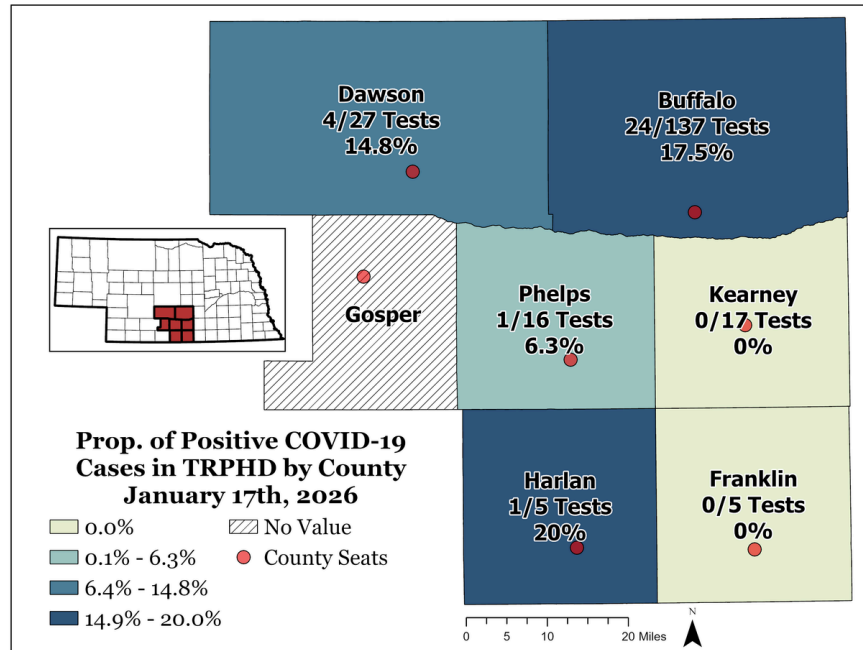 Dawson
4/27 Tests
14.8%
Buffalo
24/137 Tests
17.5%
Gosper
Phelps
1/16 Tests
6.3%
Kearney
0/17 Tests
0%
Harlan
1/5 Tests
20%
Franklin
0/5 Tests
0%
Prop. of Positive COVID-19
Cases in TRPHD by County
January 17th, 2026
0.0%
0.1% - 6.3%
6.4% - 14.8%
14.9% - 20.0%
No Value
County Seats
0 5 10 20 Miles
N